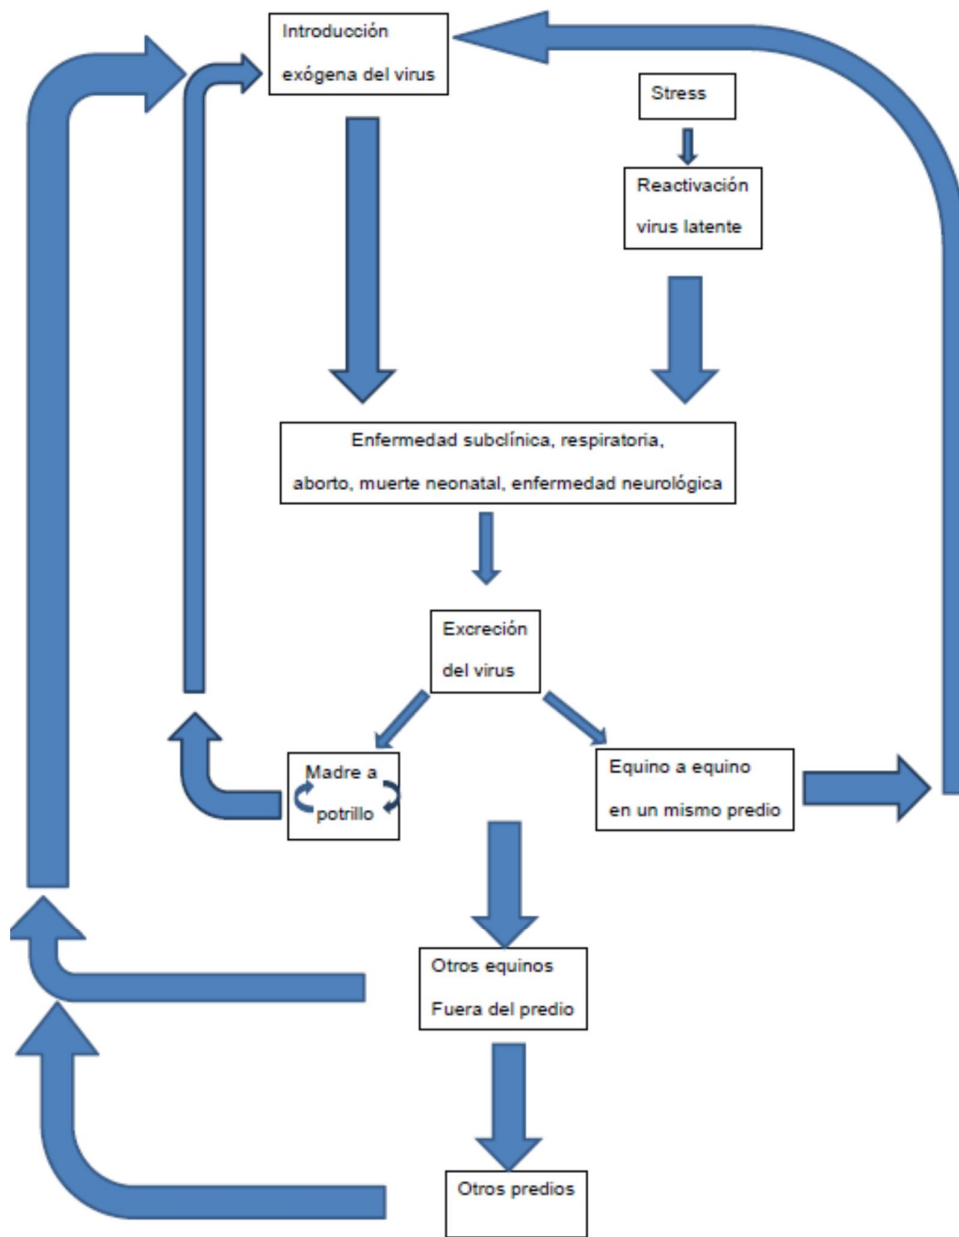 Introducción
exógena del virus
Stress
Reactivación
virus latente
Enfermedad subclínica, respiratoria,
aborto, muerte neonatal, enfermedad neurológica
Excreción
del virus
Madre a
potrillo
Equino a equino
en un mismo predio
Otros equinos
Fuera del predio
Otros predios